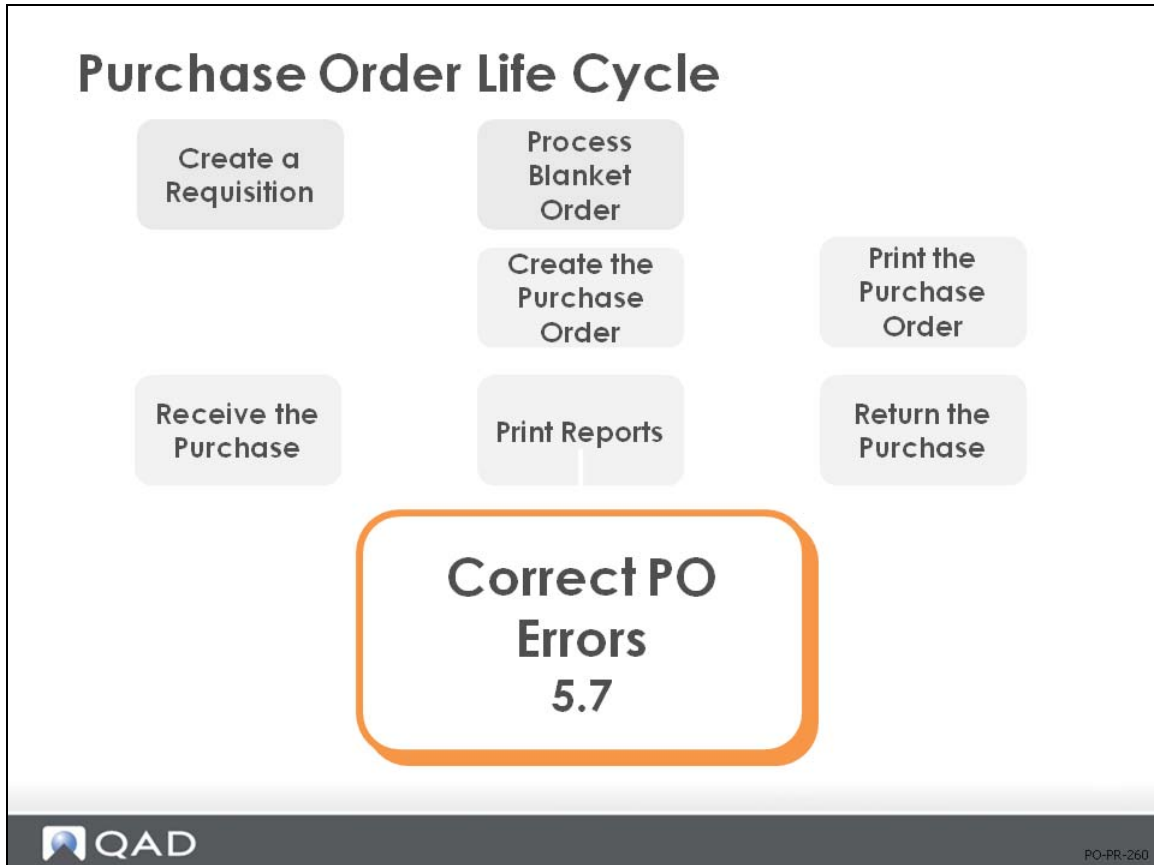 Purchase Order Life Cycle
Create a
Requisition
Process
Blanket
Order
Create the
Purchase
Order
Print the
Purchase
Order
Receive the
Purchase
Print Reports
Return the
Purchase
Correct PO
Errors
5.7
QAD
PO-PR-260